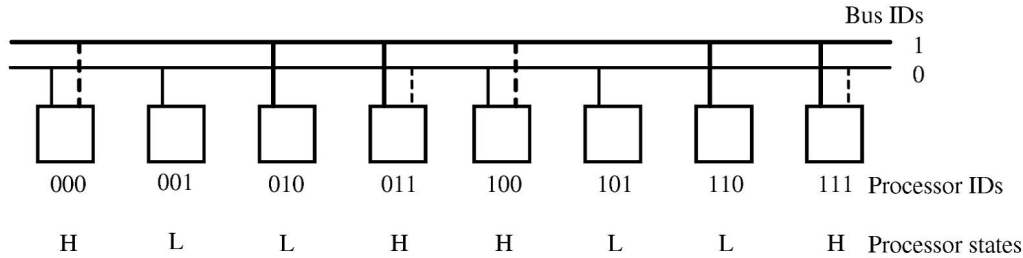 Bus IDs
1
0
000 001 010 011 100 101 110 111 Processor IDs
H L L H H L L H Processor states